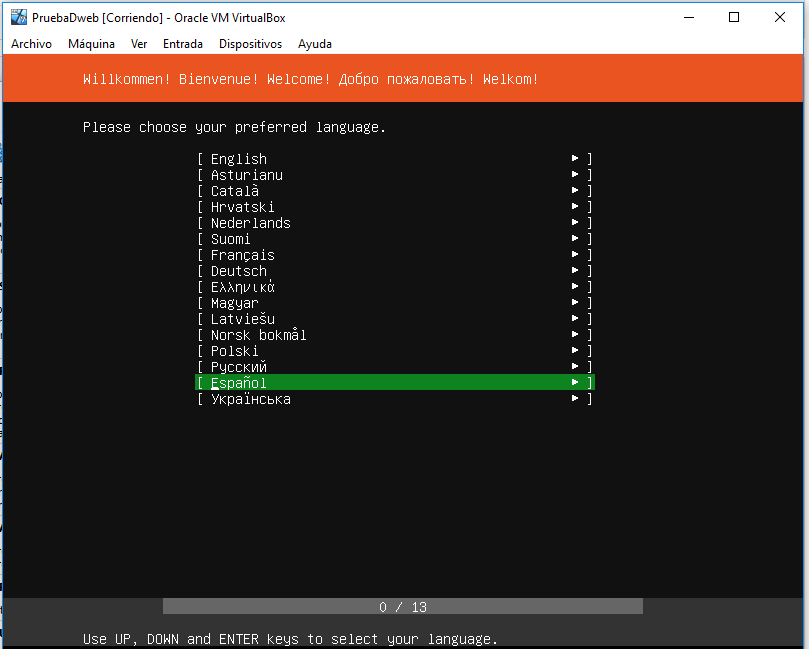 PruebaDweb [Corriendo] - Oracle VM VirtualBox
Archivo Máquina Ver Entrada Dispositivos Ayuda
Willkommen! Bienvenue! Welcome! Добро пожаловать! Welkom!
Please choose your preferred language.
[ English ► ]
[ Asturianu ► ]
[ Català ► ]
[ Hrvatski ► ]
[ Nederlands ► ]
[ Suomi ► ]
[ Français ► ]
[ Deutsch ► ]
[ Ελληνικά ► ]
[ Magyar ► ]
[ Latviešu ► ]
[ Norsk bokmål ► ]
[ Polski ► ]
[ Русский ► ]
[ Español ► ]
[ Українська ► ]
0 / 13
Use UP, DOWN and ENTER keys to select your language.